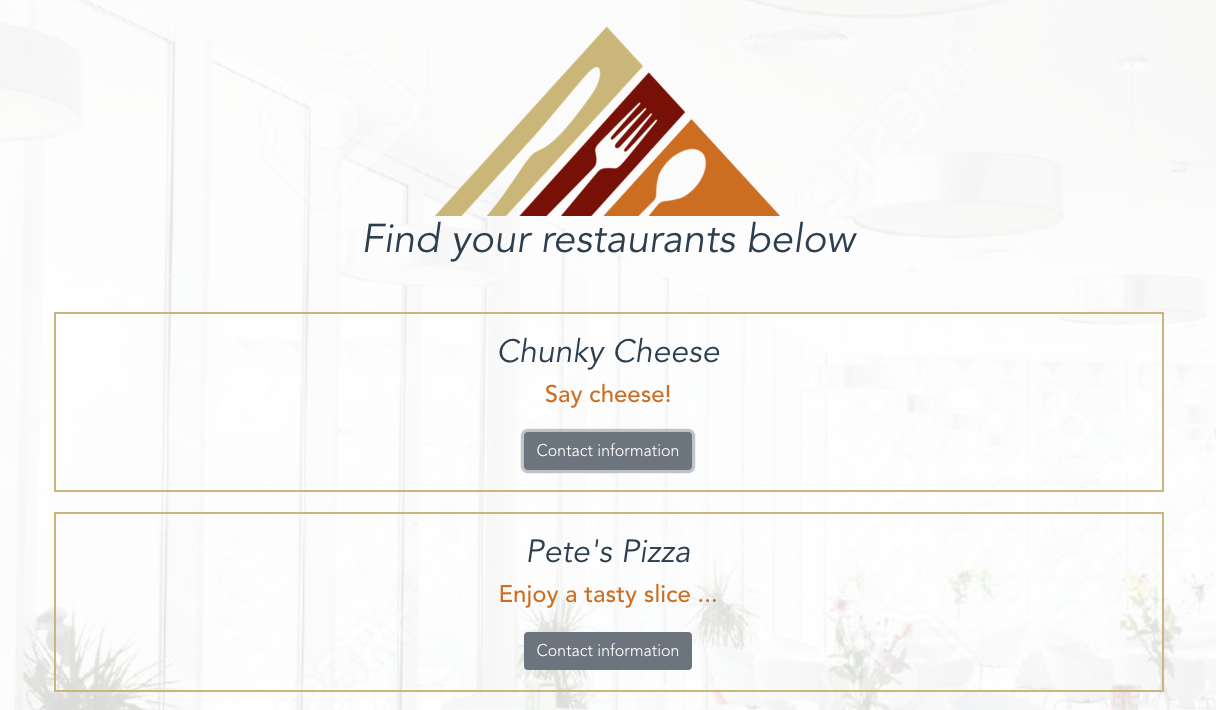 Find your restaurants below
Chunky Cheese
Say cheese!
Contact information
Pete's Pizza
Enjoy a tasty slice ...
Contact information